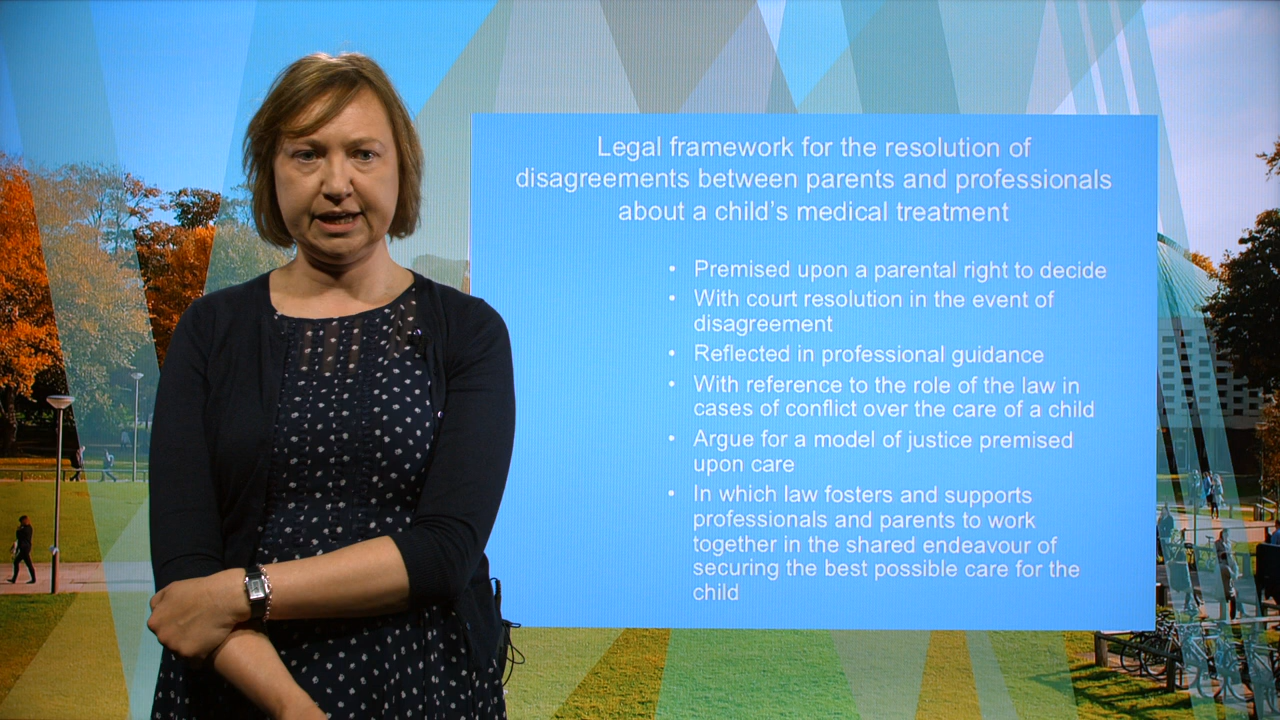 Legal framework for the resolution of
disagreements between parents and professionals
about a child's medical treatment
• Premised upon a parental right to decide
• With court resolution in the event of
disagreement
• Reflected in professional guidance
• With reference to the role of the law in
cases of conflict over the care of a child
• Argue for a model of justice premised
upon care
• In which law fosters and supports
professionals and parents to work
together in the shared endeavour of
securing the best possible care for the
child